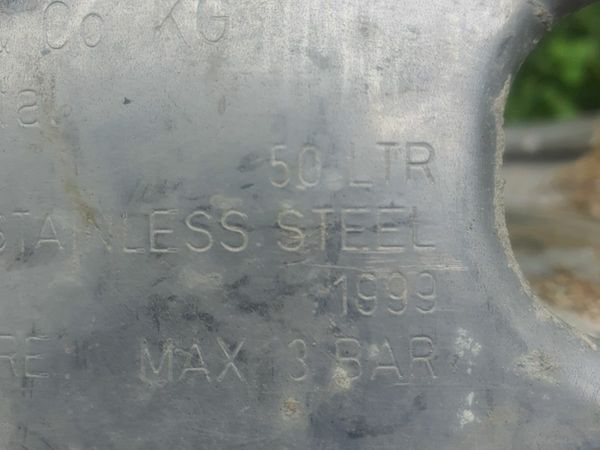 & Co KG
50 LTR
STAINLESS STEEL
1999
MAX 3 BAR